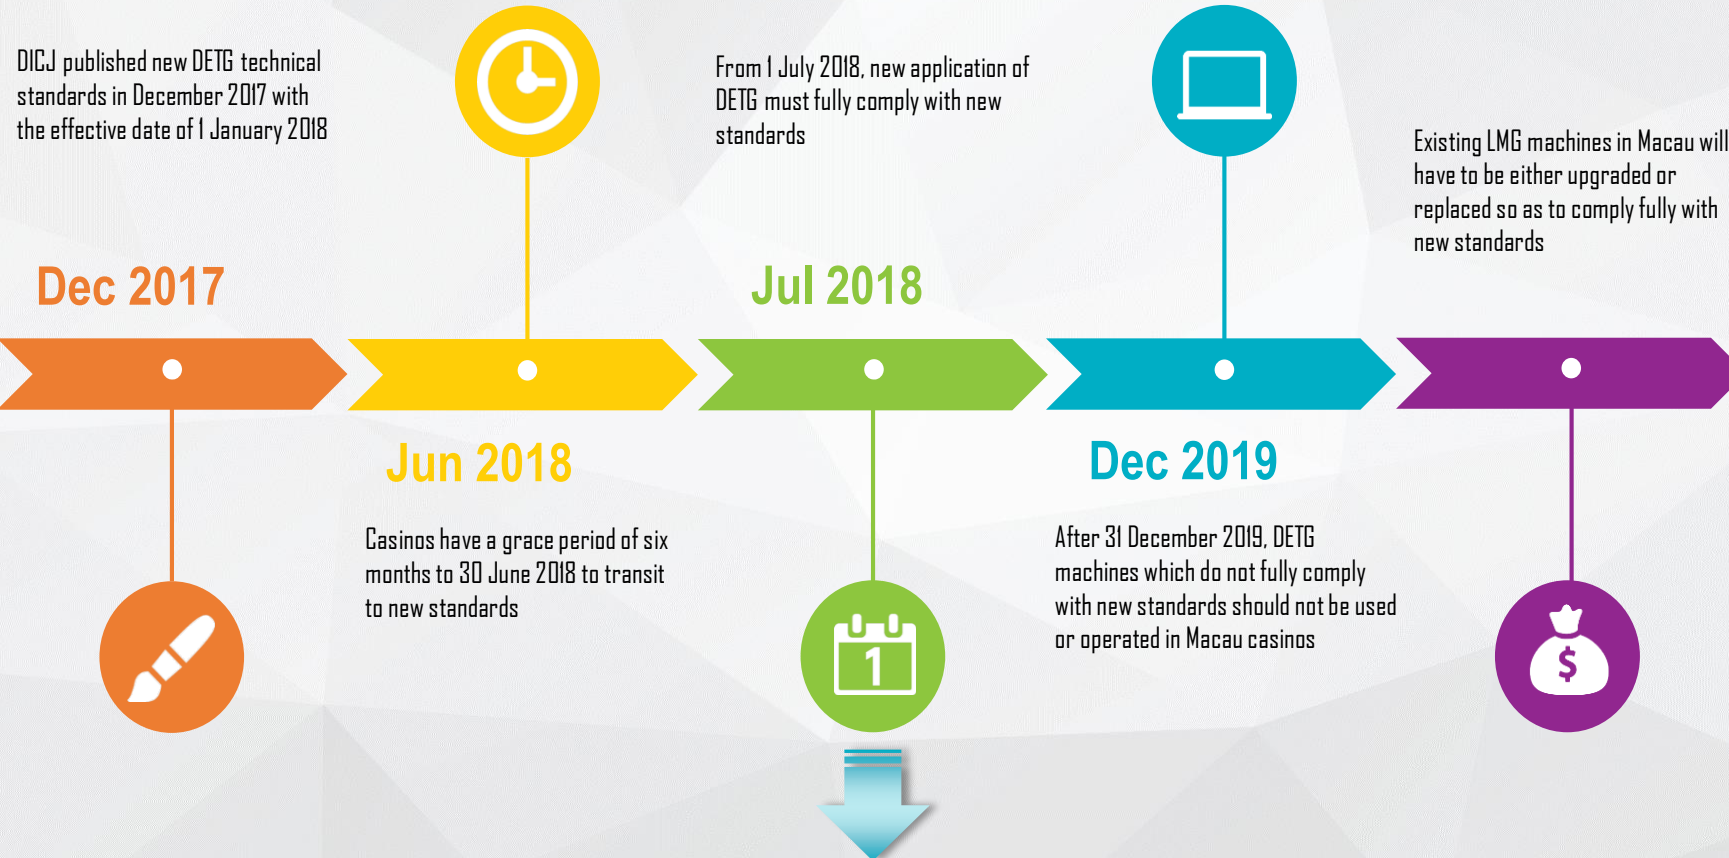 DICJ published new DETG technical
standards in December 2017 with
the effective date of 1 January 2018
Dec 2017
Jun 2018
Casinos have a grace period of six
months to 30 June 2018 to transit
to new standards
From 1 July 2018, new application of
DETG must fully comply with new
standards
Jul 2018
1
Dec 2019
After 31 December 2019, DETG
machines which do not fully comply
with new standards should not be used
or operated in Macau casinos
Existing LMG machines in Macau will
have to be either upgraded or
replaced so as to comply fully with
new standards
$